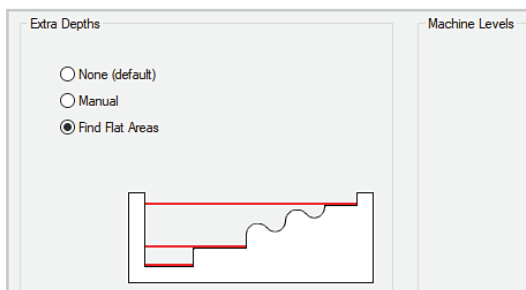 Extra Depths
Machine Levels
None (default)
Manual
Find Flat Areas